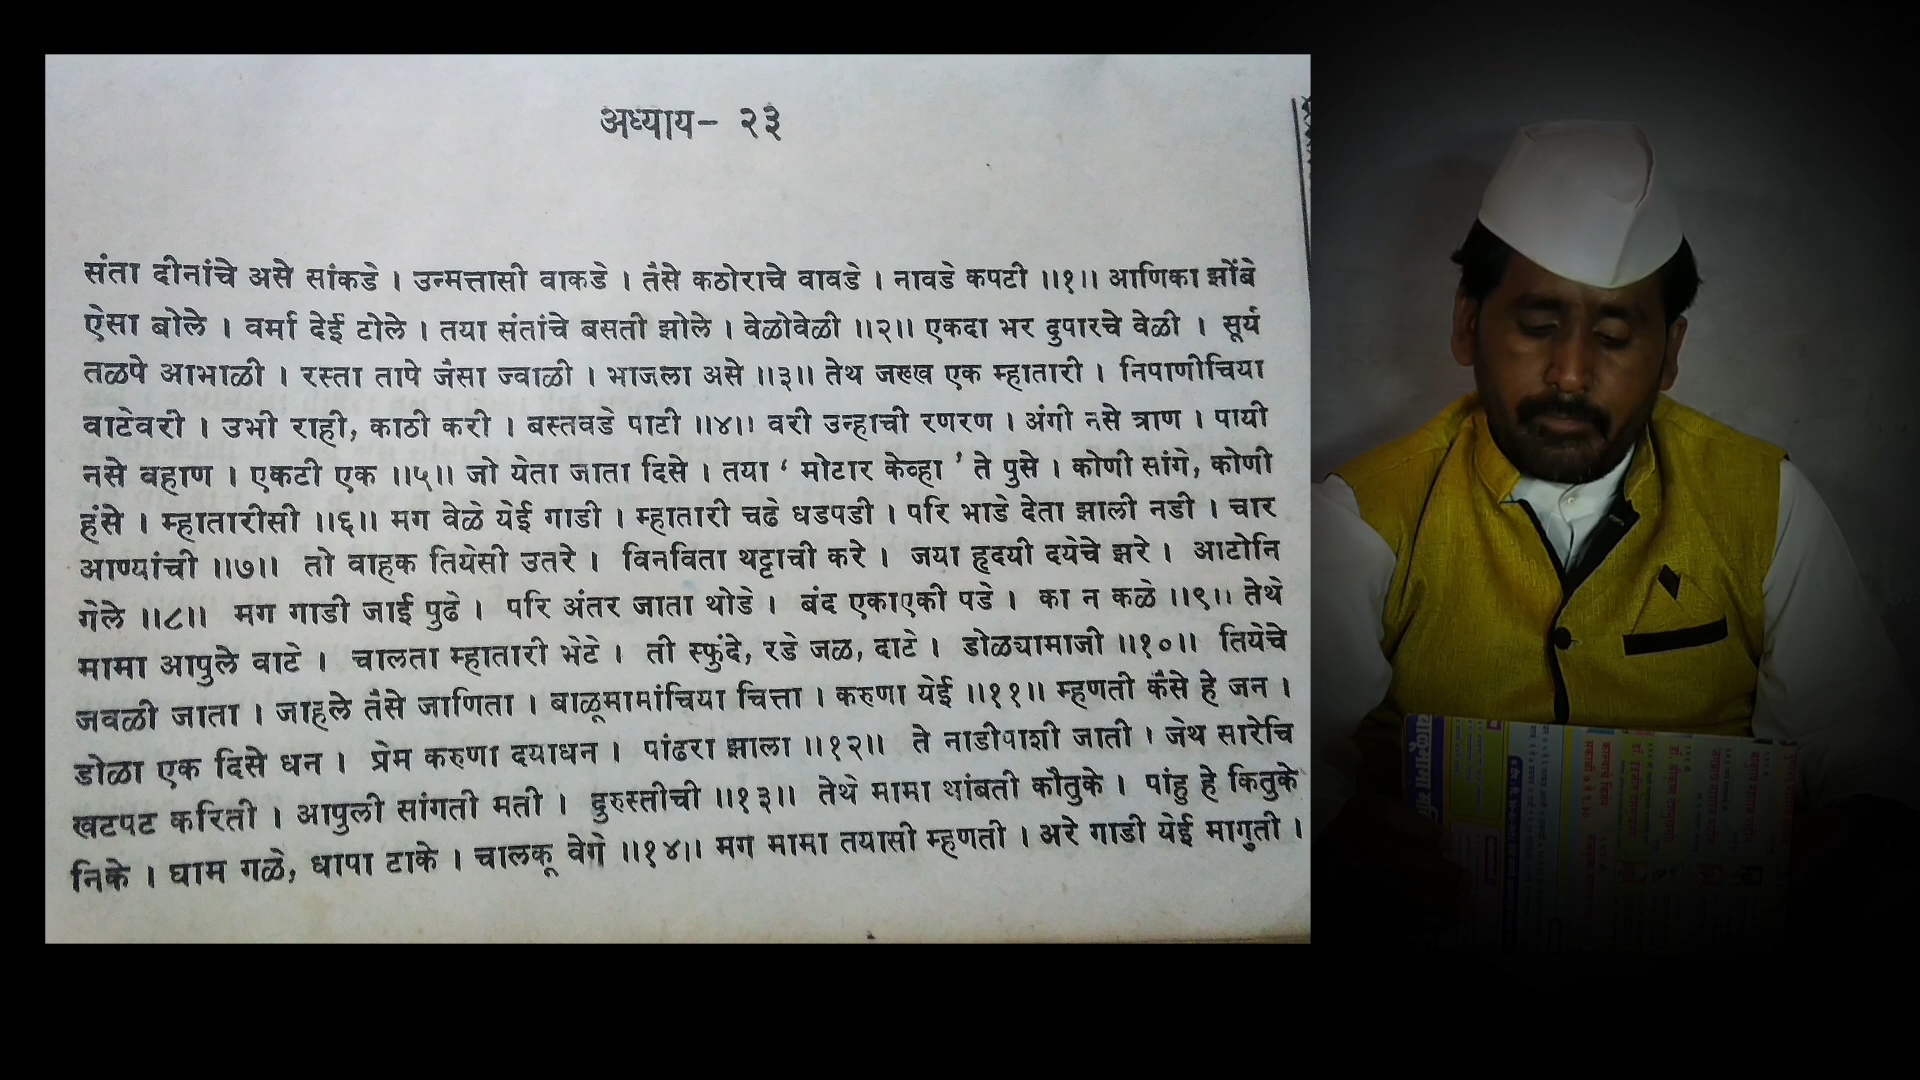 अध्याय- २३
संता दीनांचे असे सांकडे । उन्मत्तासी वाकडे । तैसे कठोराचे वावडे । नावडे कपटी ॥१॥ आणिका झोंबे
ऐसा बोले । वर्मा देई टोले । तया संतांचे बसती झोले । वेळोवेळी ॥२॥ एकदा भर दुपारचे वेळी । सूर्य
तळपे आभाळी । रस्ता तापे जैसा ज्वाळी । भाजला असे ॥३॥ तेथ जख्ख एक म्हातारी । निपाणीचिया
वाटेवरी । उभी राही, काठी करी । बस्तवडे पाटी ॥४॥ वरी उन्हाची रणरण । अंगी नसे त्राण । पायी
नसे वहाण । एकटी एक ॥५॥ जो येता जाता दिसे । तया ‘ मोटार केव्हा ’ ते पुसे । कोणी सांगे, कोणी
हंसे । म्हातारीसी ॥६॥ मग वेळे येई गाडी । म्हातारी चढे धडपडी । परि भाडे देता झाली नडी । चार
आण्यांची ॥७॥ तो वाहक तियेसी उतरे । विनविता थट्टाची करे । जया हृदयी दयेचे झरे । आटोनि
गेले ॥८॥ मग गाडी जाई पुढे । परि अंतर जाता थोडे । बंद एकाएकी पडे । का न कळे ॥९॥ तेथे
मामा आपुले वाटे । चालता म्हातारी भेटे । ती स्फुंदे, रडे जळ, दाटे । डोळ्यामाजी ॥१०॥ तियेचे
जवळी जाता । जाहले तैसे जाणिता । बाळूमामांचिया चित्ता । करुणा येई ॥११॥ म्हणती कैसे हे जन ।
डोळा एक दिसे धन । प्रेम करुणा दयाधन । पांढरा झाला ॥१२॥ ते नाडीपाशी जाती । जेथ सारेचि
खटपट करिती । आपुली सांगती मती । दुरुस्तीची ॥१३॥ तेथे मामा थांबती कौतुके । पांहु हे कितुके
निके । घाम गळे, धापा टाके । चालकू वेगे ॥१४॥ मग मामा तयासी म्हणती । अरे गाडी येई मागुती ।